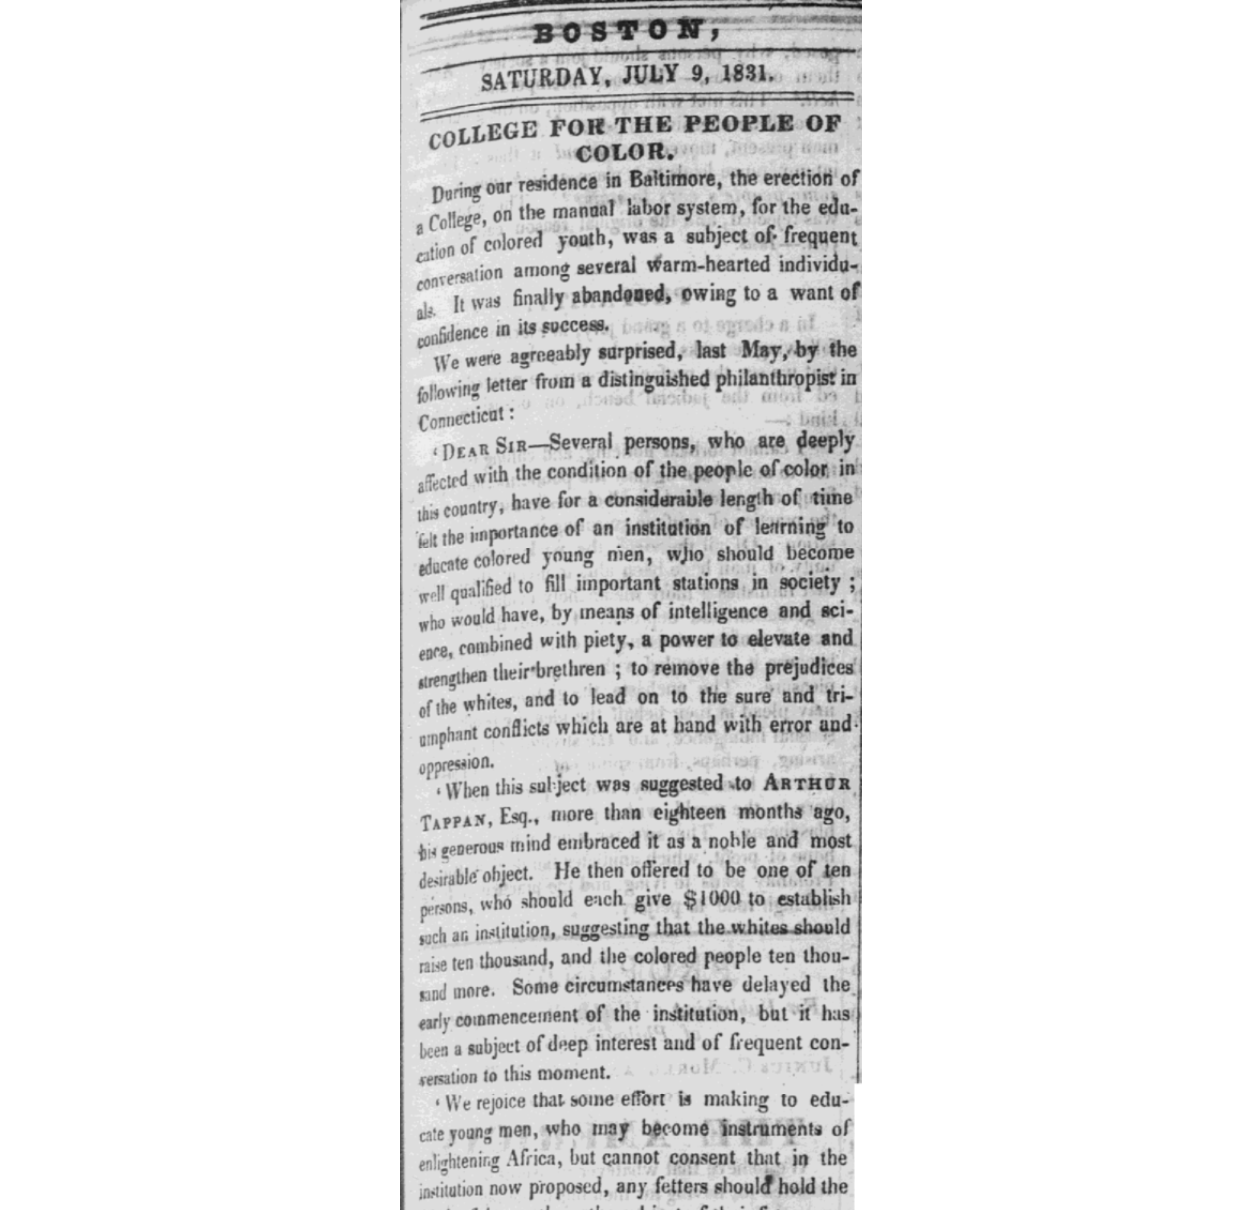 BOSTON,
SATURDAY, JULY 9, 1831.
COLLEGE FOR THE PEOPLE OF
COLOR.
During our residence in Baltimore, the erection of
a College, on the manual labor system, for the edu-
cation of colored youth, was a subject of frequent
conversation among several warm-hearted individu-
als. It was finally abandoned, owing to a want of
confidence in its success.
We were agreeably surprised, last May, by the
following letter from a distinguished philanthropist in
Connecticut :
‘ DEAR SIR—Several persons, who are deeply
affected with the condition of the people of color in
this country, have for a considerable length of time
felt the importance of an institution of learning to
educate colored young men, who should become
well qualified to fill important stations in society ;
who would have, by means of intelligence and sci-
ence, combined with piety, a power to elevate and
strengthen their brethren ; to remove the prejudices
of the whites, and to lead on to the sure and tri-
umphant conflicts which are at hand with error and
oppression.
‘ When this subject was suggested to ARTHUR
TAPPAN, Esq., more than eighteen months ago,
his generous mind embraced it as a noble and most
desirable object. He then offered to be one of ten
persons, who should each give $1000 to establish
such an institution, suggesting that the whites should
raise ten thousand, and the colored people ten thou-
sand more. Some circumstances have delayed the
early commencement of the institution, but it has
been a subject of deep interest and of frequent con-
versation to this moment.
‘ We rejoice that some effort is making to edu-
cate young men, who may become instruments of
enlightening Africa, but cannot consent that in the
institution now proposed, any fetters should hold the